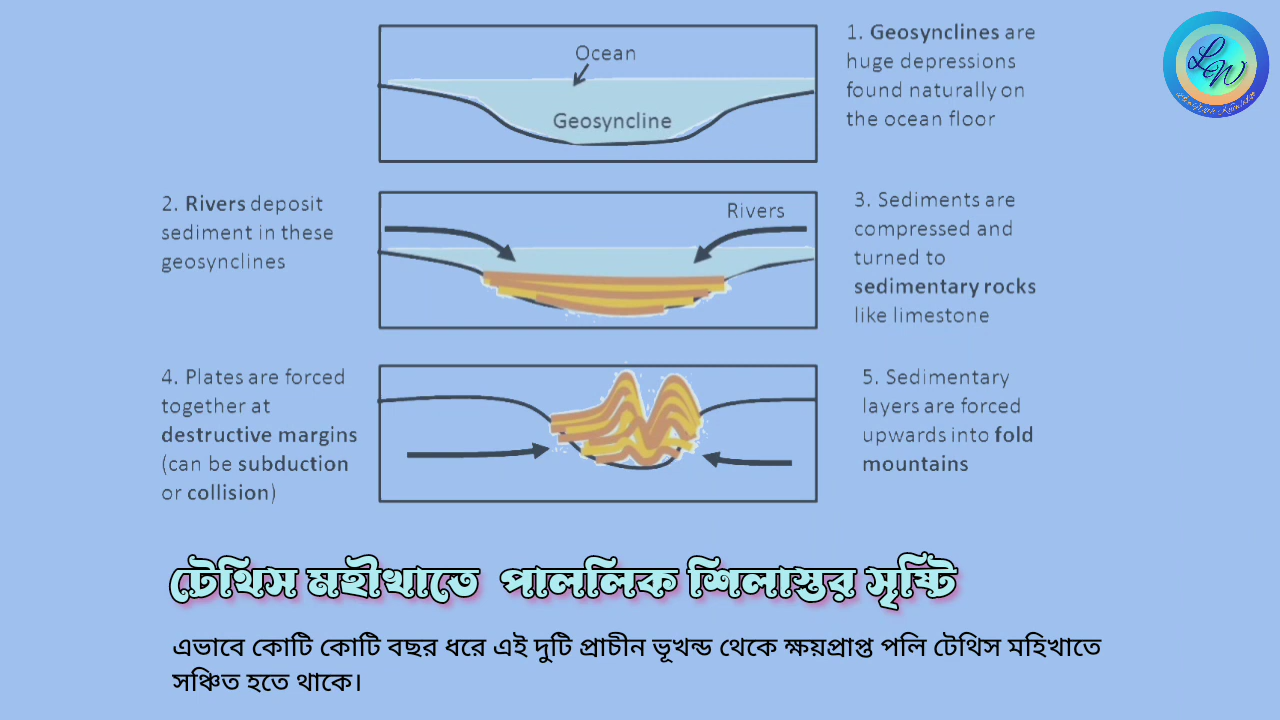 Ocean
Geosyncline
1. Geosynclines are
huge depressions
found naturally on
the ocean floor
LW
2. Rivers deposit
sediment in these
geosynclines
Rivers
3. Sediments are
compressed and
turned to
sedimentary rocks
like limestone
4. Plates are forced
together at
destructive margins
(can be subduction
or collision)
5. Sedimentary
layers are forced
upwards into fold
mountains
টেথিস মহীখাতে পাললিক শিলাস্তর সৃষ্টি
এভাবে কোটি কোটি বছর ধরে এই দুটি প্রাচীন ভূখন্ড থেকে ক্ষয়প্রাপ্ত পলি টেথিস মহিখাতে
সঞ্চিত হতে থাকে।